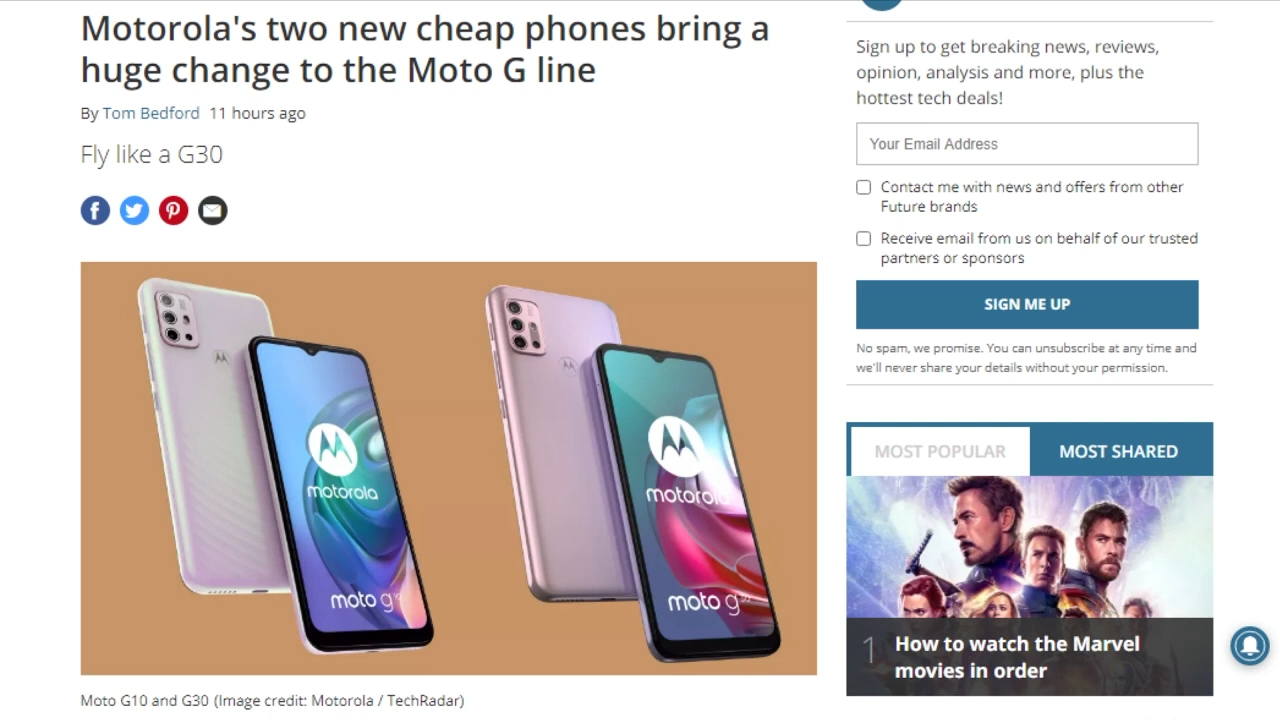 Motorola's two new cheap phones bring a
huge change to the Moto G line
By Tom Bedford 11 hours ago
Fly like a G30
motorola
moto g
motorola
moto g
Moto G10 and G30 (Image credit: Motorola / TechRadar)
Sign up to get breaking news, reviews,
opinion, analysis and more, plus the
hottest tech deals!
Your Email Address
Contact me with news and offers from other
Future brands
Receive email from us on behalf of our trusted
partners or sponsors
SIGN ME UP
No spam, we promise. You can unsubscribe at any time and
we'll never share your details without your permission.
MOST POPULAR
MOST SHARED
1 How to watch the Marvel
movies in order